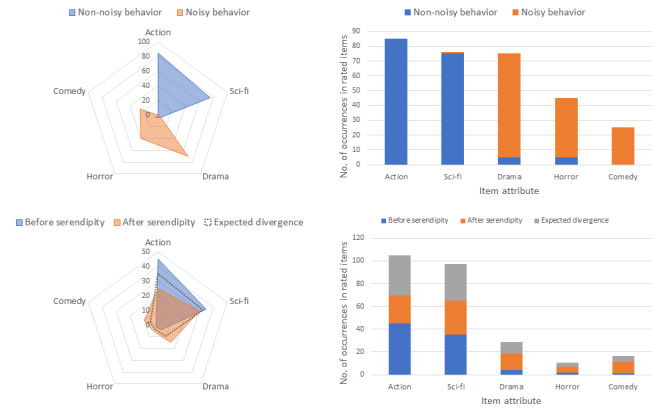 Non-noisy behavior Noisy behavior
Action
100
80
60
40
20
0
Sci-fi
Drama
Horror
Comedy
Non-noisy behavior Noisy behavior
No. of occurrences in rated items
90
80
70
60
50
40
30
20
10
0
Action Sci-fi Drama Horror Comedy
Item attribute
Before serendipity After serendipity Expected divergence
Action
50
40
30
20
10
0
Sci-fi
Drama
Horror
Comedy
Before serendipity After serendipity Expected divergence
No. of occurrences in rated items
120
100
80
60
40
20
0
Action Sci-fi Drama Horror Comedy
Item attribute